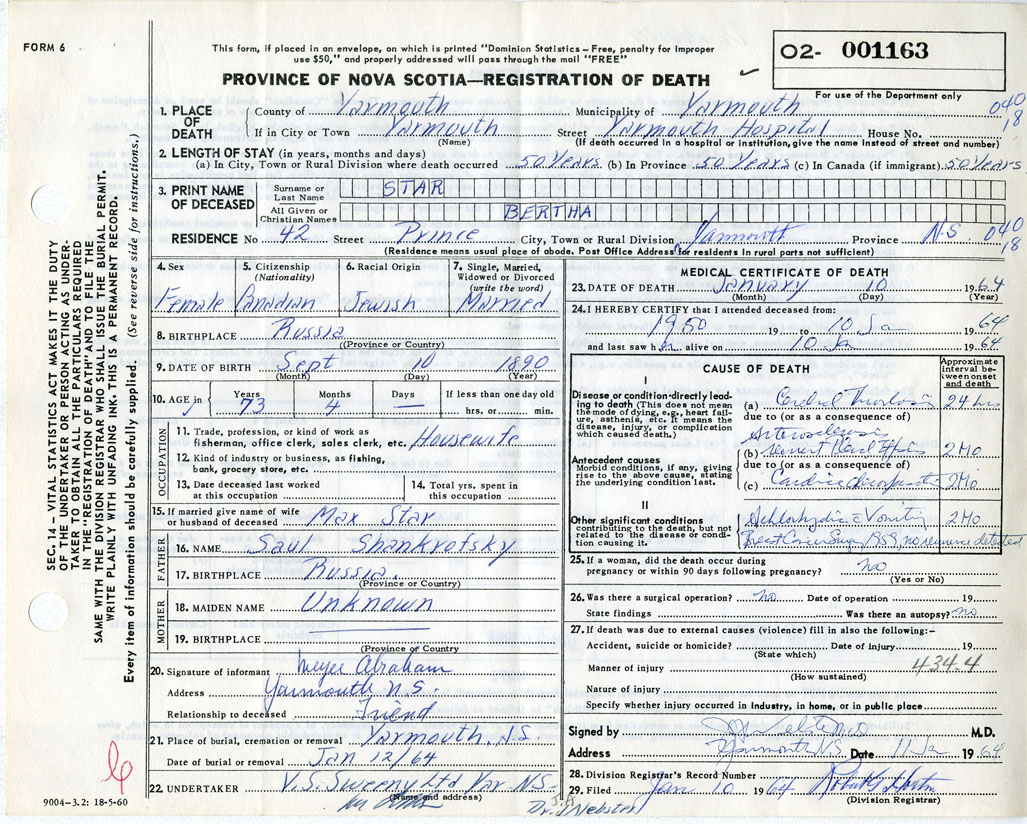 FORM 6
This form, if placed in an envelope, on which is printed "Dominion Statistics – Free, penalty for improper
use $50," and properly addressed will pass through the mail "FREE"
PROVINCE OF NOVA SCOTIA—REGISTRATION OF DEATH ✓
02- 001163
For use of the Department only
SEC. 14 – VITAL STATISTICS ACT MAKES IT THE DUTY
OF THE UNDERTAKER OR PERSON ACTING AS UNDER-
TAKER TO OBTAIN ALL THE PARTICULARS REQUIRED
IN THE "REGISTRATION OF DEATH" AND TO FILE THE
SAME WITH THE DIVISION REGISTRAR WHO SHALL ISSUE THE BURIAL PERMIT.
WRITE PLAINLY WITH UNFADING INK. THIS IS A PERMANENT RECORD.
Every item of information should be carefully supplied. (See reverse side for instructions.)
1. PLACE OF DEATH County of Yarmouth Municipality of Yarmouth 040
If in City or Town Yarmouth Street Yarmouth Hospital House No. 18
(Name) (If death occurred in a hospital or institution, give the name instead of street and number)
2. LENGTH OF STAY (in years, months and days)
(a) In City, Town or Rural Division where death occurred 50 Years (b) In Province 50 Years (c) In Canada (if immigrant) 50 Years
3. PRINT NAME OF DECEASED Surname or Last Name STAR
All Given or Christian Names BERTHA
RESIDENCE No 42 Street Prince City, Town or Rural Division Yarmouth Province N.S 040
(Residence means usual place of abode. Post Office Address for residents in rural parts not sufficient) 18
4. Sex Female
5. Citizenship (Nationality) Canadian
6. Racial Origin Jewish
7. Single, Married, Widowed or Divorced (write the word) Married
8. BIRTHPLACE Russia
(Province or Country)
9. DATE OF BIRTH Sept 10 1890
(Month) (Day) (Year)
10. AGE in Years 73 Months 4 Days — If less than one day old hrs. or min.
OCCUPATION
11. Trade, profession, or kind of work as
fisherman, office clerk, sales clerk, etc. Housewife
12. Kind of industry or business, as fishing,
bank, grocery store, etc.
13. Date deceased last worked
at this occupation
14. Total yrs. spent in
this occupation
15. If married give name of wife
or husband of deceased Max Star
FATHER
16. NAME Saul Shankrofsky
17. BIRTHPLACE Russia.
(Province or Country)
MOTHER
18. MAIDEN NAME Unknown
19. BIRTHPLACE
(Province or Country
20. Signature of informant Meyer Abraham
Address Yarmouth N.S.
Relationship to deceased Friend
21. Place of burial, cremation or removal Yarmouth, N.S.
Date of burial or removal Jan 12/64
22. UNDERTAKER V.S. Sweeny Ltd Yar N.S.
(Name and address)
9004-3.2: 18-5-60
MEDICAL CERTIFICATE OF DEATH
23. DATE OF DEATH January 10 1964
(Month) (Day) (Year)
24. I HEREBY CERTIFY that I attended deceased from:
1950 19 to 10 Ja 1964
and last saw h alive on 10 Ja 1964
CAUSE OF DEATH
Approximate interval between onset and death
I
Disease or condition directly lead-
ing to death (This does not mean
the mode of dying, e.g., heart fail-
ure, asthenia, etc. It means the
disease, injury, or complication
which caused death.)
(a) 24 hrs
due to (or as a consequence of)
Antecedent causes
Morbid conditions, if any, giving
rise to the above cause, stating
the underlying condition last.
Arteriosclerosis
(b) 2 Mo
due to (or as a consequence of)
(c) Cardiac 2 Mo
II
Other significant conditions
contributing to the death, but not
related to the disease or condi-
tion causing it.
2 Mo
no recurrence detected
25. If a woman, did the death occur during
pregnancy or within 90 days following pregnancy? no
(Yes or No)
26. Was there a surgical operation? no Date of operation 19
State findings Was there an autopsy? no
27. If death was due to external causes (violence) fill in also the following:–
Accident, suicide or homicide? Date of injury 19
(State which) 434.4
Manner of injury
(How sustained)
Nature of injury
Specify whether injury occurred in Industry, in home, or in public place
Signed by M.D.
Address Yarmouth N.S. Date 11 Ja 1964
28. Division Registrar's Record Number
29. Filed Jan 10 1964
(Division Registrar)
Dr. Webster